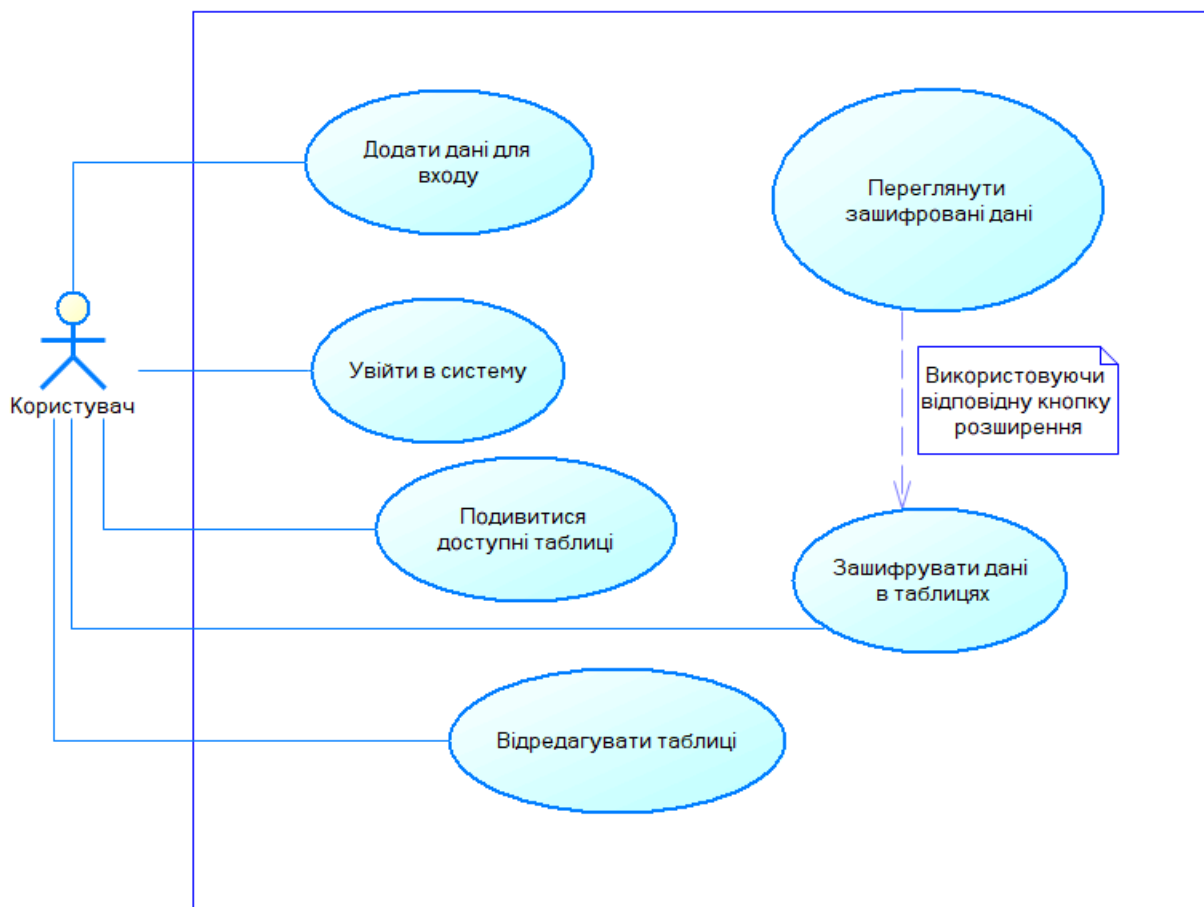 Додати дані для
входу
Переглянути
зашифровані дані
Увійти в систему
Використовуючи
відповідну кнопку
розширення
Користувач
Подивитися
доступні таблиці
Зашифрувати дані
в таблицях
Відредагувати таблиці